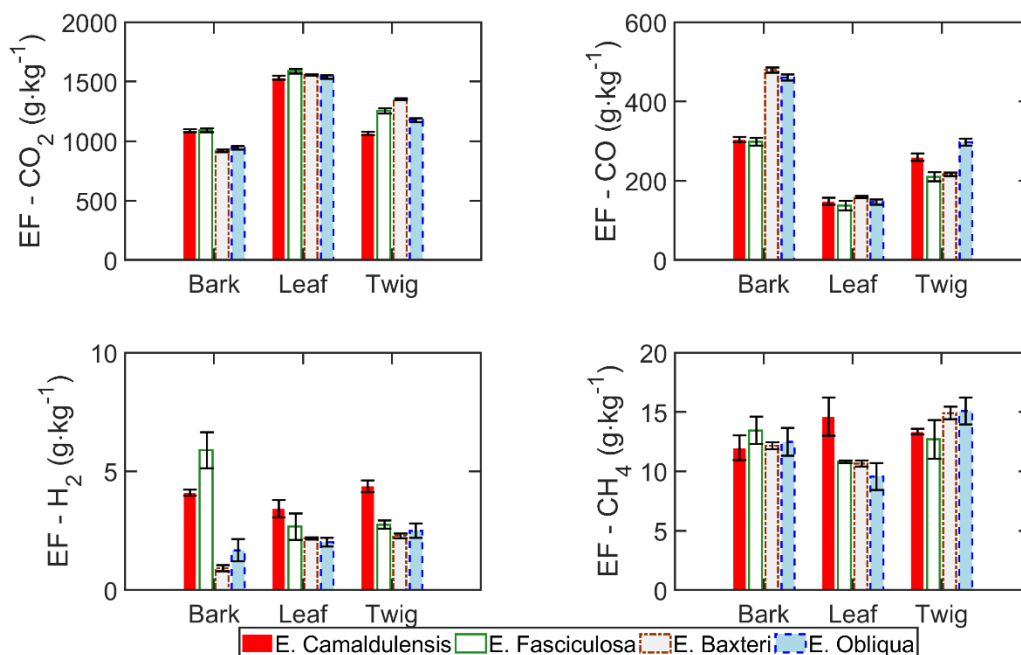 EF - CO₂ (g·kg⁻¹)
2000
1500
1000
500
0
Bark Leaf Twig
EF - CO (g·kg⁻¹)
600
400
200
0
Bark Leaf Twig
EF - H₂ (g·kg⁻¹)
10
5
0
Bark Leaf Twig
EF - CH₄ (g·kg⁻¹)
20
15
10
5
0
Bark Leaf Twig
E. Camaldulensis E. Fasciculosa E. Baxteri E. Obliqua